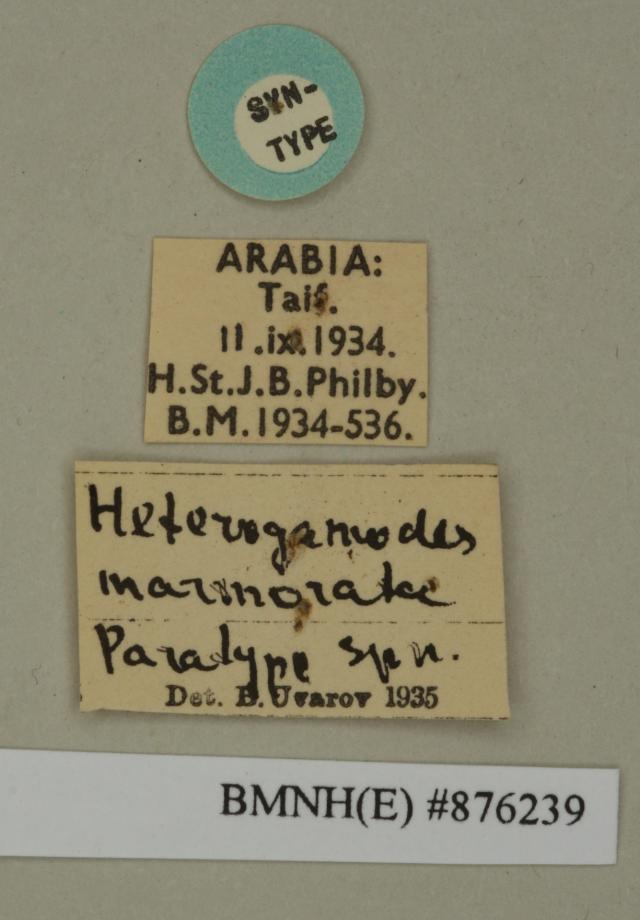 SYN-
TYPE
ARABIA:
Taif.
11.ix.1934.
H.St.J.B.Philby.
B.M.1934-536.
Heterogamodes
marmorata
Paratype sp n.
Det. B. Uvarov 1935
BMNH(E) #876239